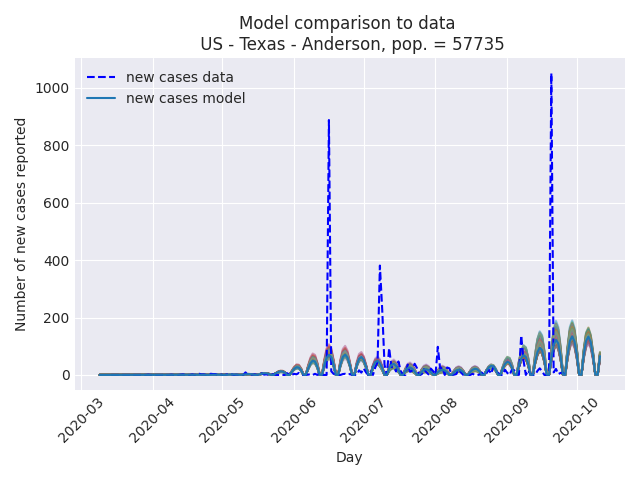 Model comparison to data
US - Texas - Anderson, pop. = 57735
new cases data
new cases model
Number of new cases reported
1000
800
600
400
200
0
2020-03
2020-04
2020-05
2020-06
2020-07
2020-08
2020-09
2020-10
Day